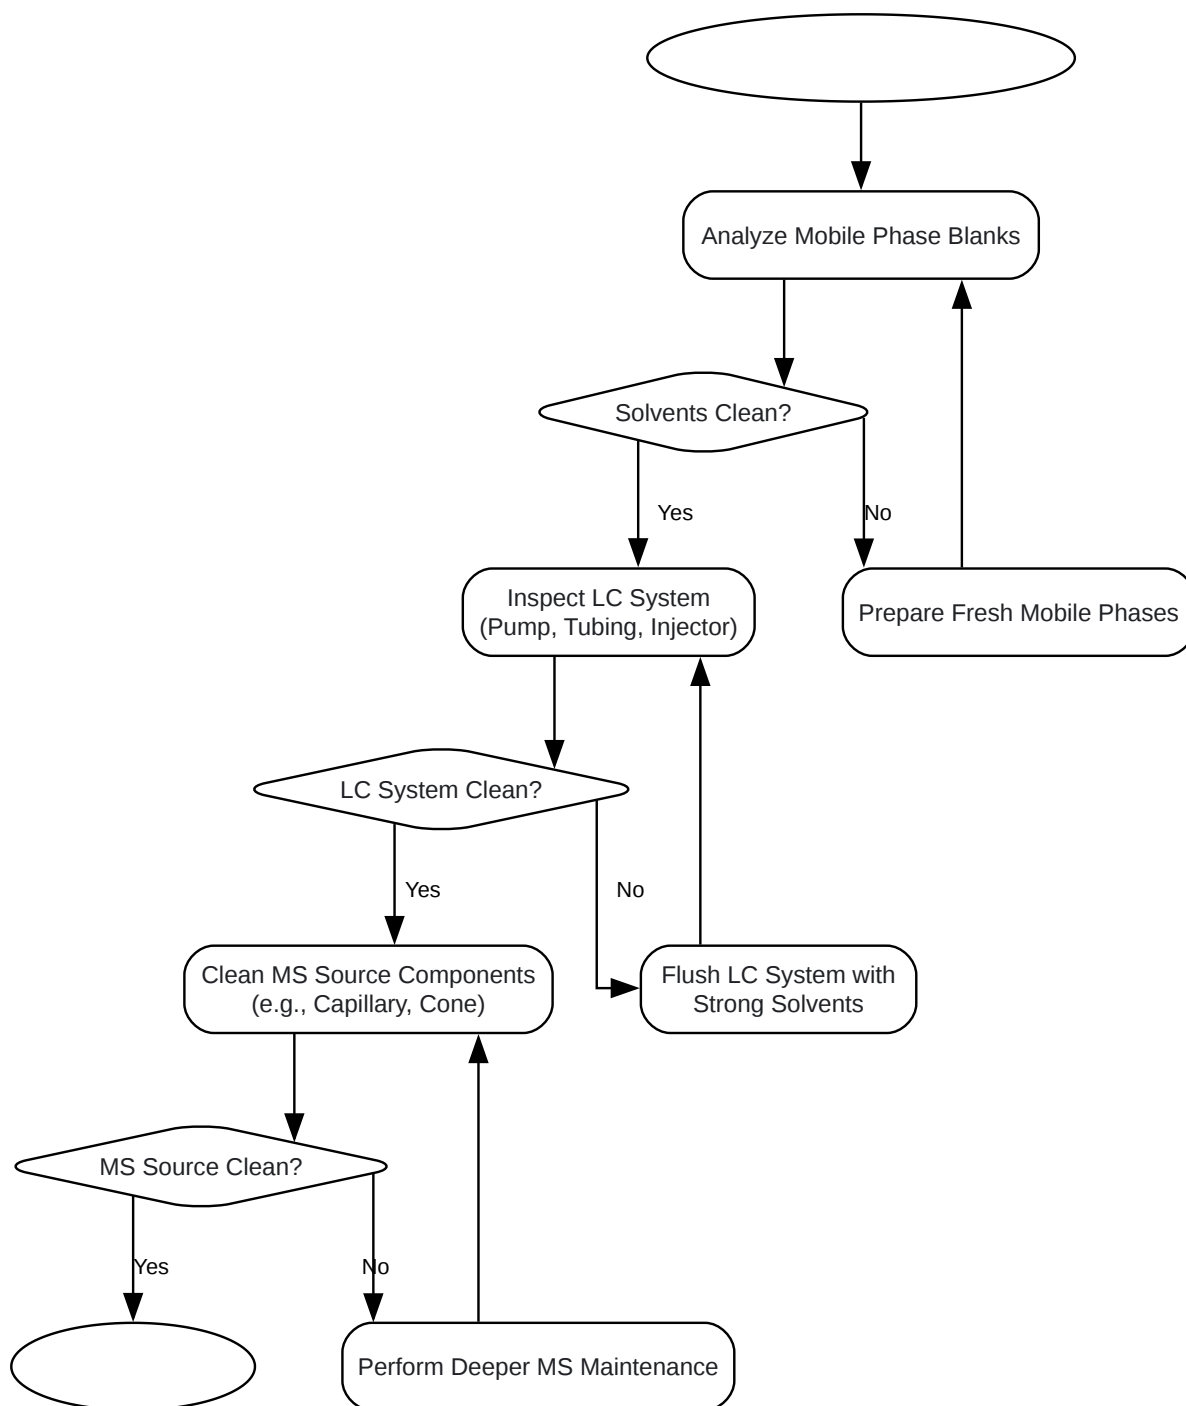 Analyze Mobile Phase Blanks
Solvents Clean?
Yes
No
Inspect LC System
(Pump, Tubing, Injector)
Prepare Fresh Mobile Phases
LC System Clean?
Yes
No
Clean MS Source Components
(e.g., Capillary, Cone)
Flush LC System with
Strong Solvents
MS Source Clean?
Yes
No
Perform Deeper MS Maintenance